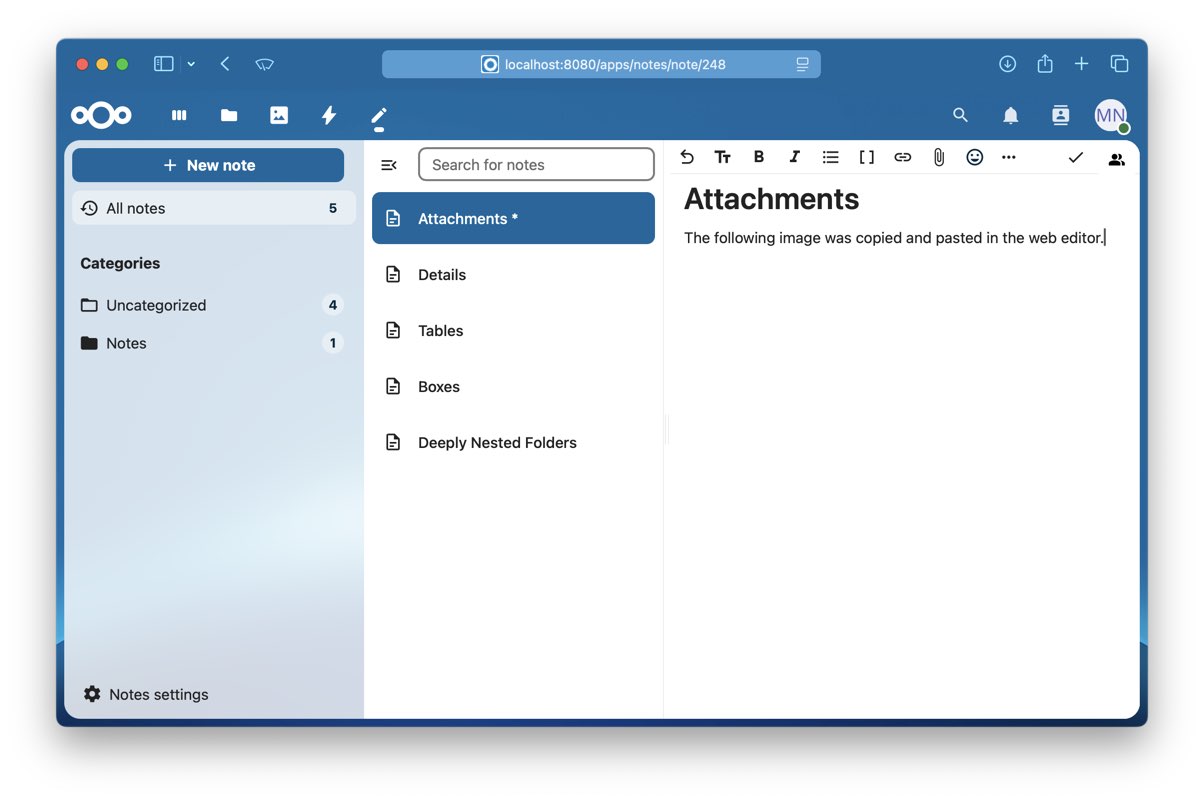 localhost:8080/apps/notes/note/248
MN
New note
All notes 5
Categories
Uncategorized 4
Notes 1
Notes settings
Search for notes
Attachments *
Details
Tables
Boxes
Deeply Nested Folders
Attachments
The following image was copied and pasted in the web editor.